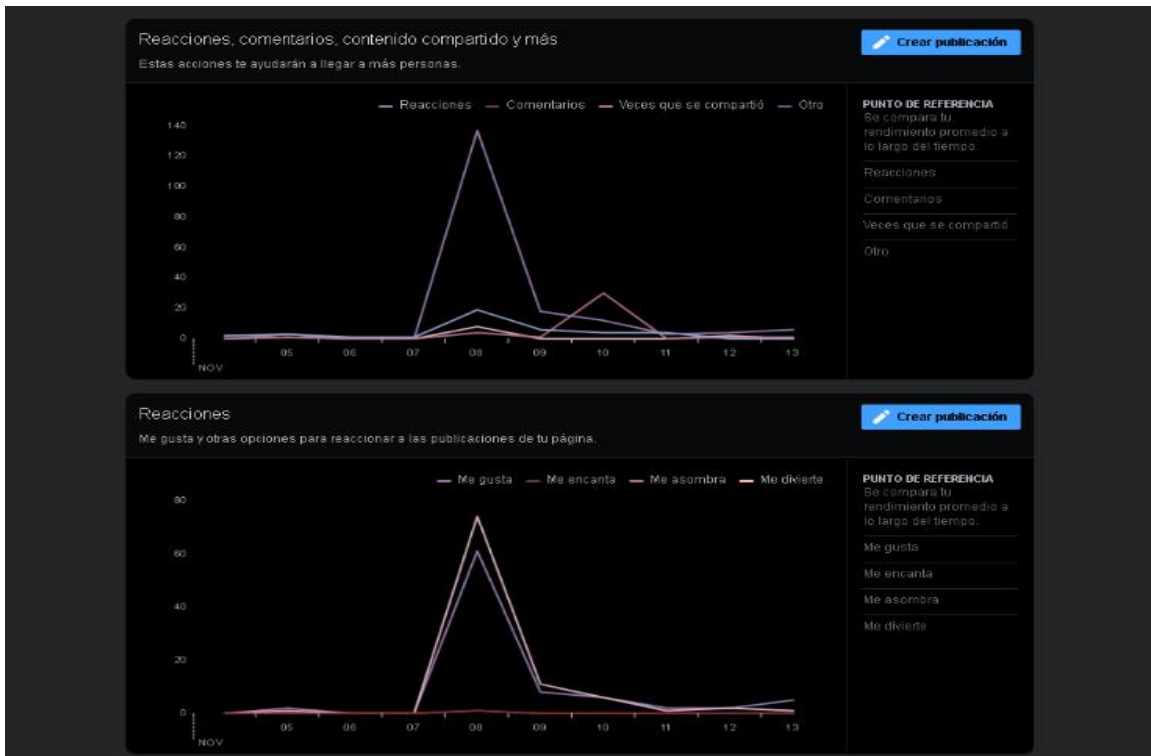 Reacciones, comentarios, contenido compartido y más
Estas acciones te ayudarán a llegar a más personas.
Crear publicación
Reacciones Comentarios Veces que se compartió Otro
140
120
100
80
60
40
20
0
05 06 07 08 09 10 11 12 13
NOV
PUNTO DE REFERENCIA
Se compara tu
rendimiento promedio a
lo largo del tiempo.
Reacciones
Comentarios
Veces que se compartió
Otro
Reacciones
Me gusta y otras opciones para reaccionar a las publicaciones de tu página.
Crear publicación
Me gusta Me encanta Me asombra Me divierte
80
60
40
20
0
05 06 07 08 09 10 11 12 13
NOV
PUNTO DE REFERENCIA
Se compara tu
rendimiento promedio a
lo largo del tiempo.
Me gusta
Me encanta
Me asombra
Me divierte